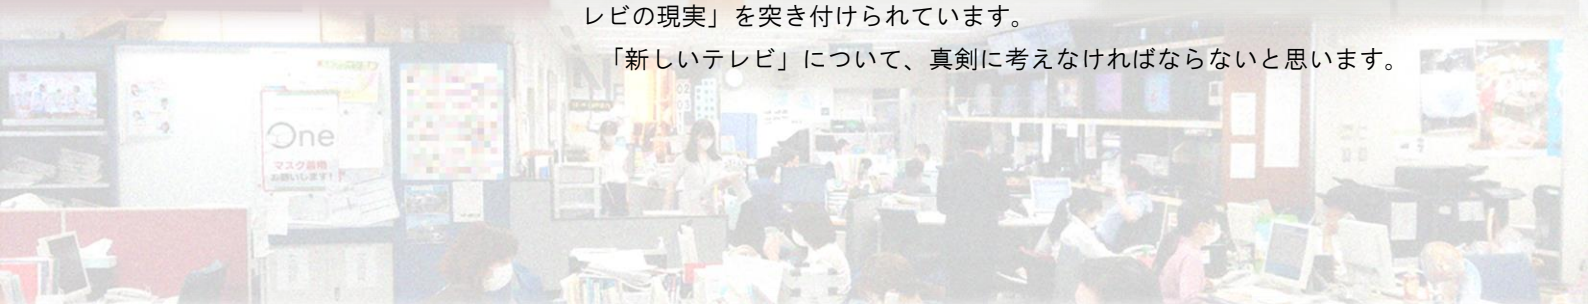 レビの現実」を突き付けられています。
「新しいテレビ」について、真剣に考えなければならないと思います。
One
マスク着用
お願いします!
02
03